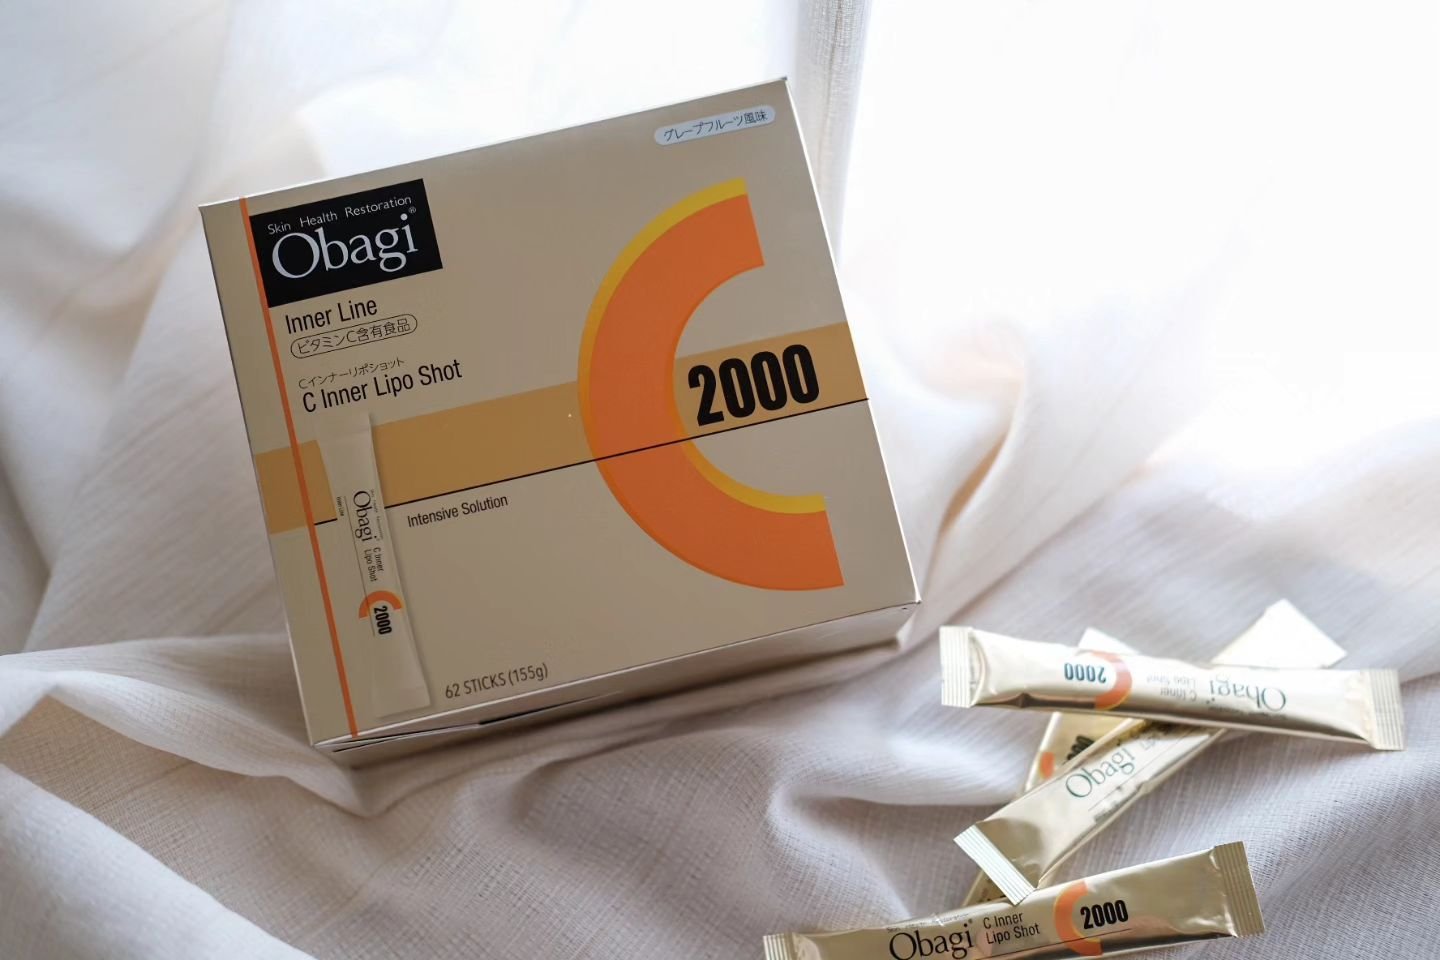 グレープフルーツ風味
Skin Health Restoration
Obagi®
Inner Line
ビタミンC含有食品
Cインナーリポショット
C Inner Lipo Shot
2000
Intensive Solution
Obagi
C Inner
Lipo Shot
2000
62 STICKS (155g)
Obagi
C Inner
Lipo Shot
2000
Obagi
Obagi
C Inner
Lipo Shot
2000